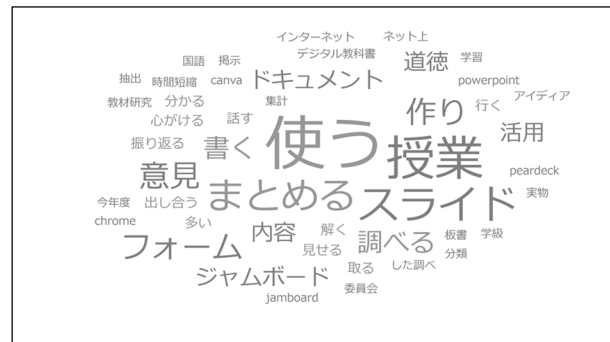 インターネット ネット上
国語 掲示 デジタル教科書 道徳 学習
抽出 時間短縮 canva ドキュメント powerpoint
教材研究 分かる 集計 作り 行く アイディア
心がける 話す 使う 活用
振り返る 書く 授業
意見 peardeck
今年度 出し合う まとめる スライド 実物
chrome 多い 内容 解く 調べる 板書 学級
フォーム 見せる 分類
ジャムボード 取る した調べ
jamboard 委員会